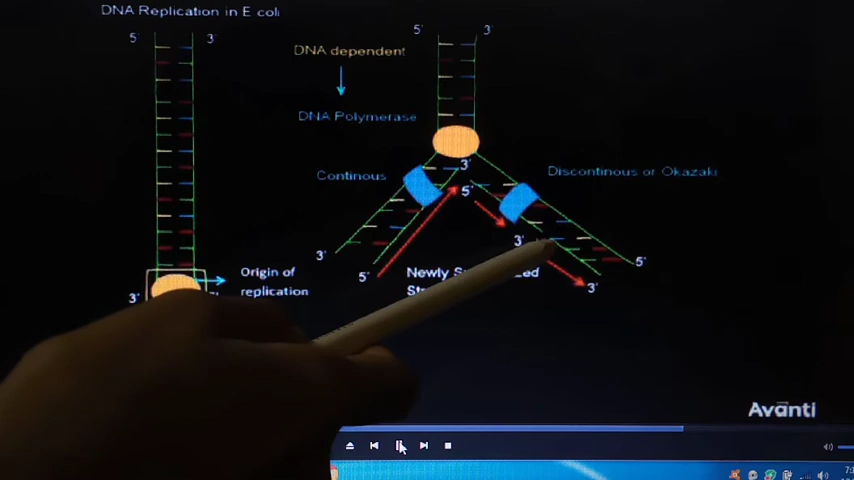 DNA Replication in E coli
5' 3'
5' 3'
DNA dependent
DNA Polymerase
Continous
3'
5'
Discontinous or Okazaki
3'
5'
3'
5'
3'
Origin of
replication
Newly
3'
Avanti